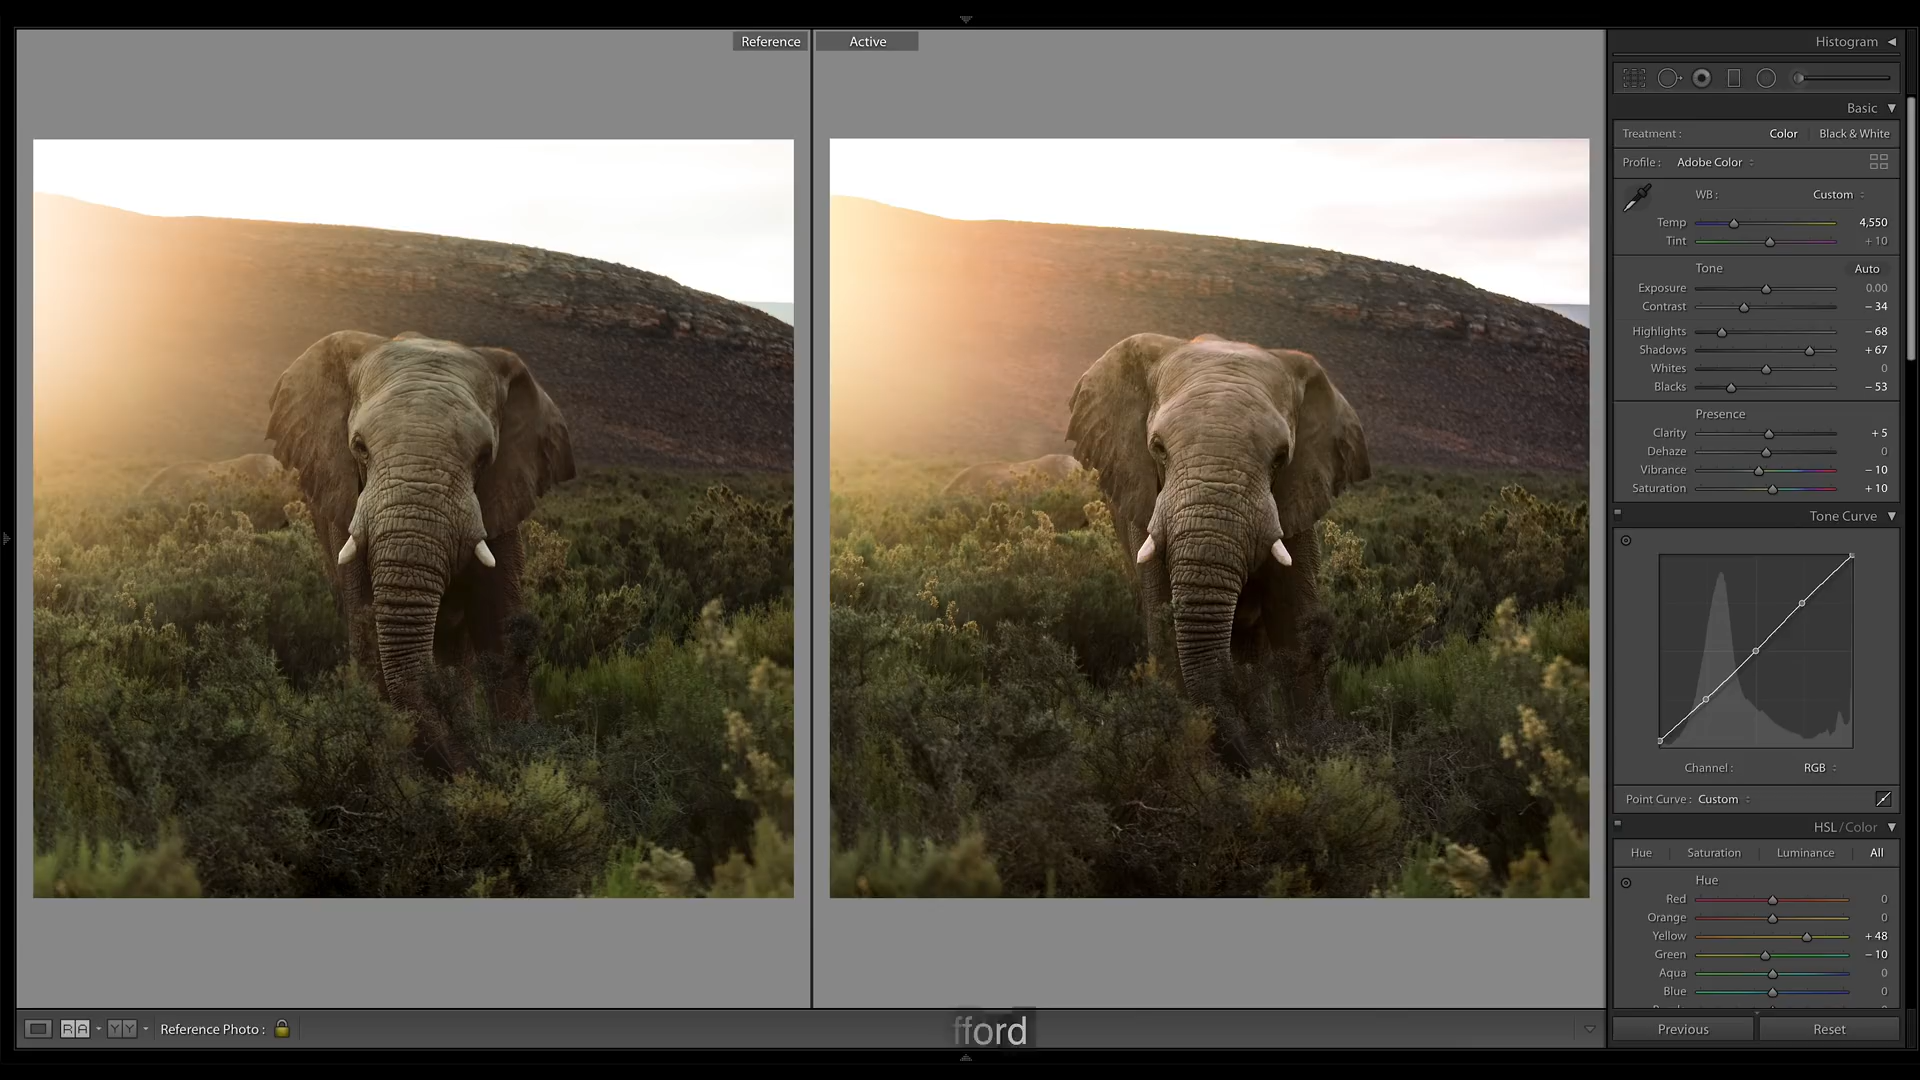 Reference
Active
Histogram
Basic
Treatment : Color Black & White
Profile : Adobe Color
WB : Custom
Temp 4,550
Tint + 10
Tone Auto
Exposure 0.00
Contrast − 34
Highlights − 68
Shadows + 67
Whites 0
Blacks − 53
Presence
Clarity + 5
Dehaze 0
Vibrance − 10
Saturation + 10
Tone Curve
Channel : RGB
Point Curve : Custom
HSL / Color
Hue Saturation Luminance All
Hue
Red 0
Orange 0
Yellow + 48
Green − 10
Aqua 0
Blue 0
R A Y Y Reference Photo :
fford
Previous Reset